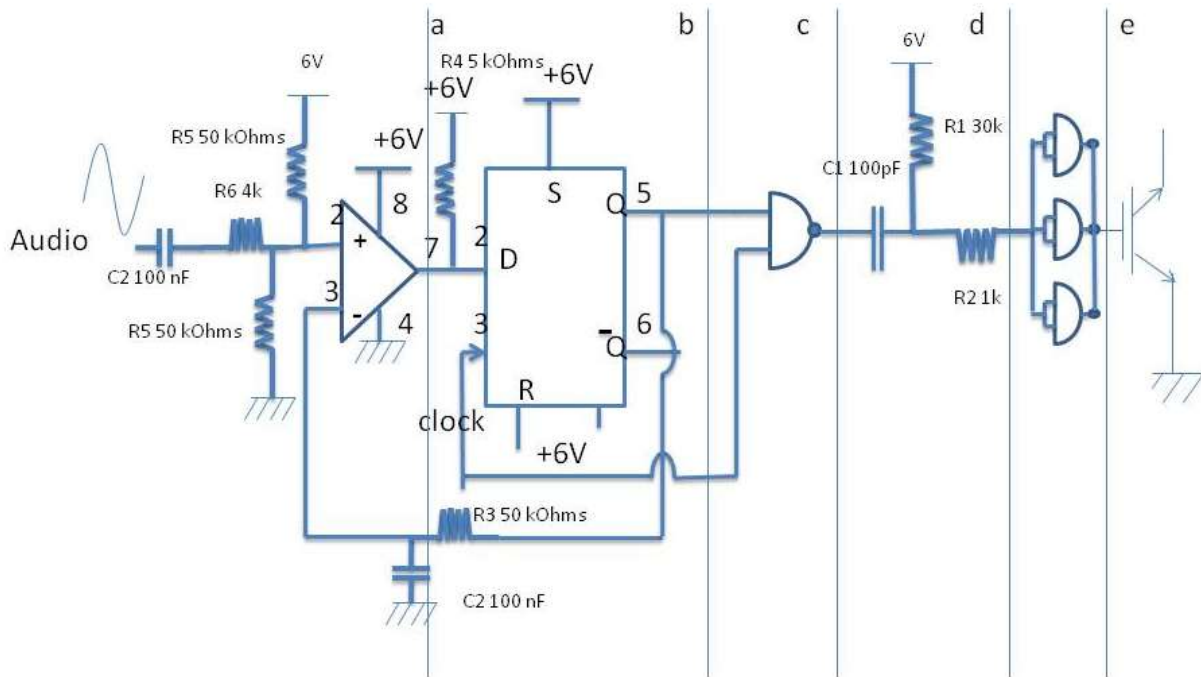 a
b
c
d
e
6V
R4 5 kOhms
+6V
+6V
6V
R5 50 kOhms
+6V
R1 30k
C1 100pF
R6 4k
8
S
Q
5
2
+
7
2
D
Audio
C2 100 nF
3
-
4
3
R2 1k
R5 50 kOhms
-
Q
6
R
clock
+6V
R3 50 kOhms
C2 100 nF